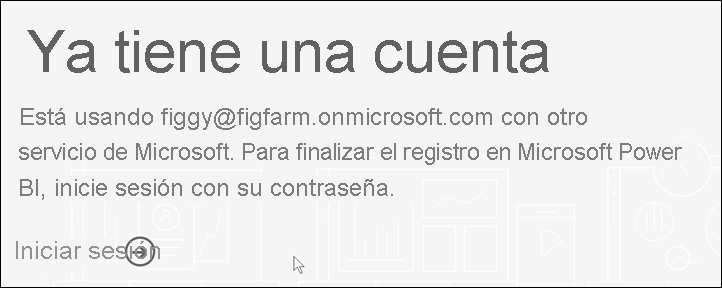 Ya tiene una cuenta
Está usando figgy@figfarm.onmicrosoft.com con otro
servicio de Microsoft. Para finalizar el registro en Microsoft Power
BI, inicie sesión con su contraseña.
Iniciar sesión